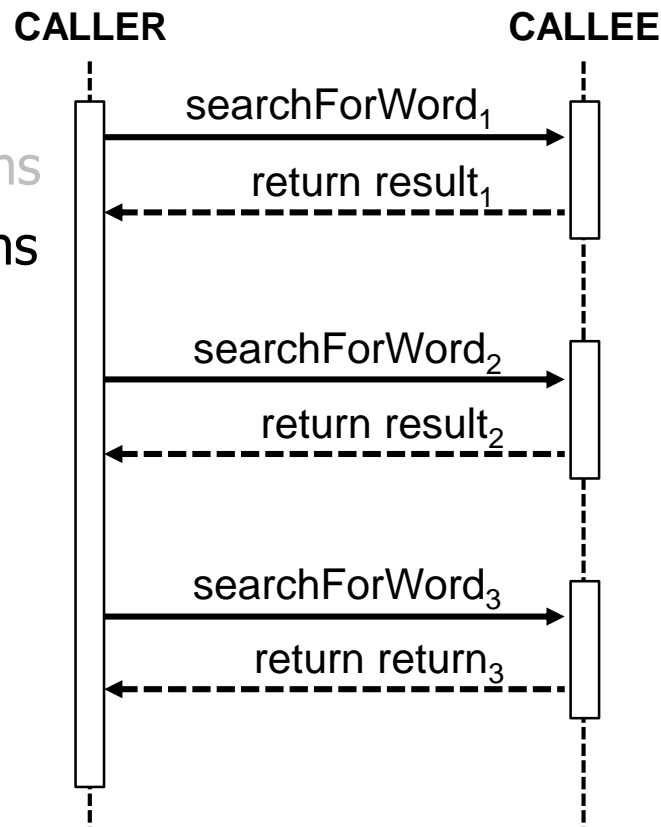 CALLER CALLEE
searchForWord₁
return result₁
searchForWord₂
return result₂
searchForWord₃
return return₃